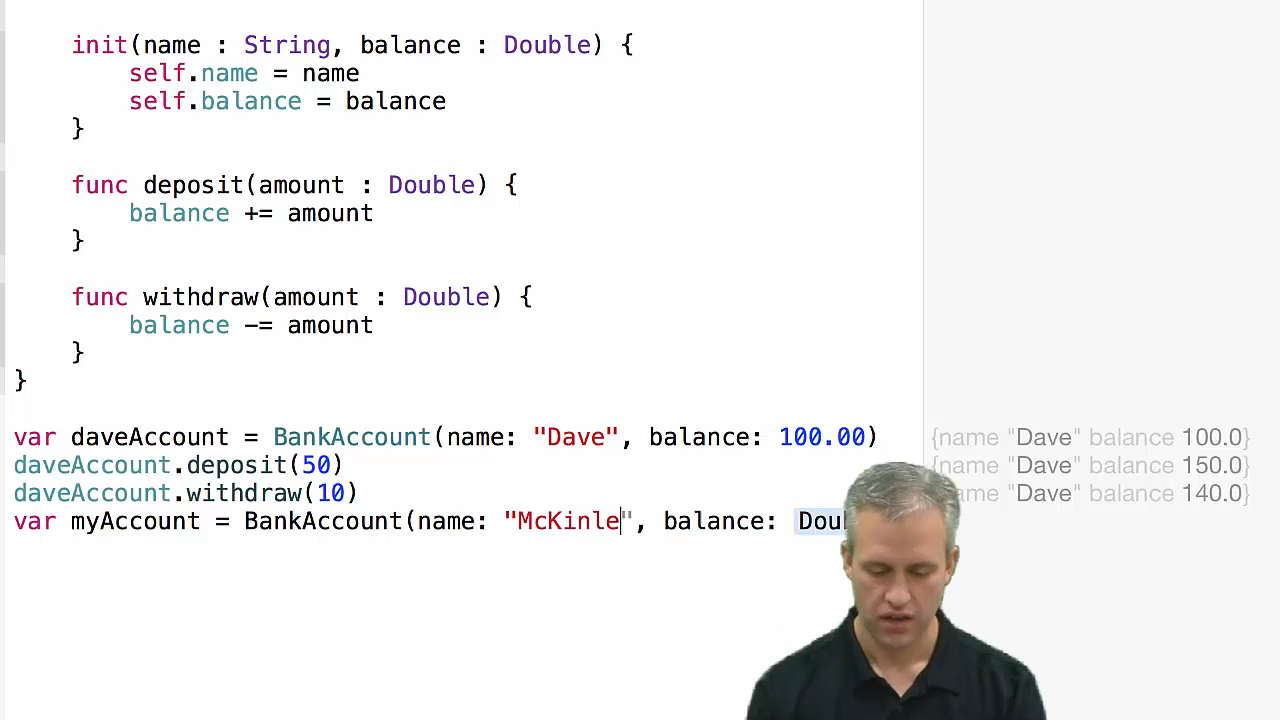 init(name : String, balance : Double) {
self.name = name
self.balance = balance
}
func deposit(amount : Double) {
balance += amount
}
func withdraw(amount : Double) {
balance -= amount
}
}
var daveAccount = BankAccount(name: "Dave", balance: 100.00) {name "Dave" balance 100.0}
daveAccount.deposit(50) {name "Dave" balance 150.0}
daveAccount.withdraw(10) {name "Dave" balance 140.0}
var myAccount = BankAccount(name: "McKinle", balance: